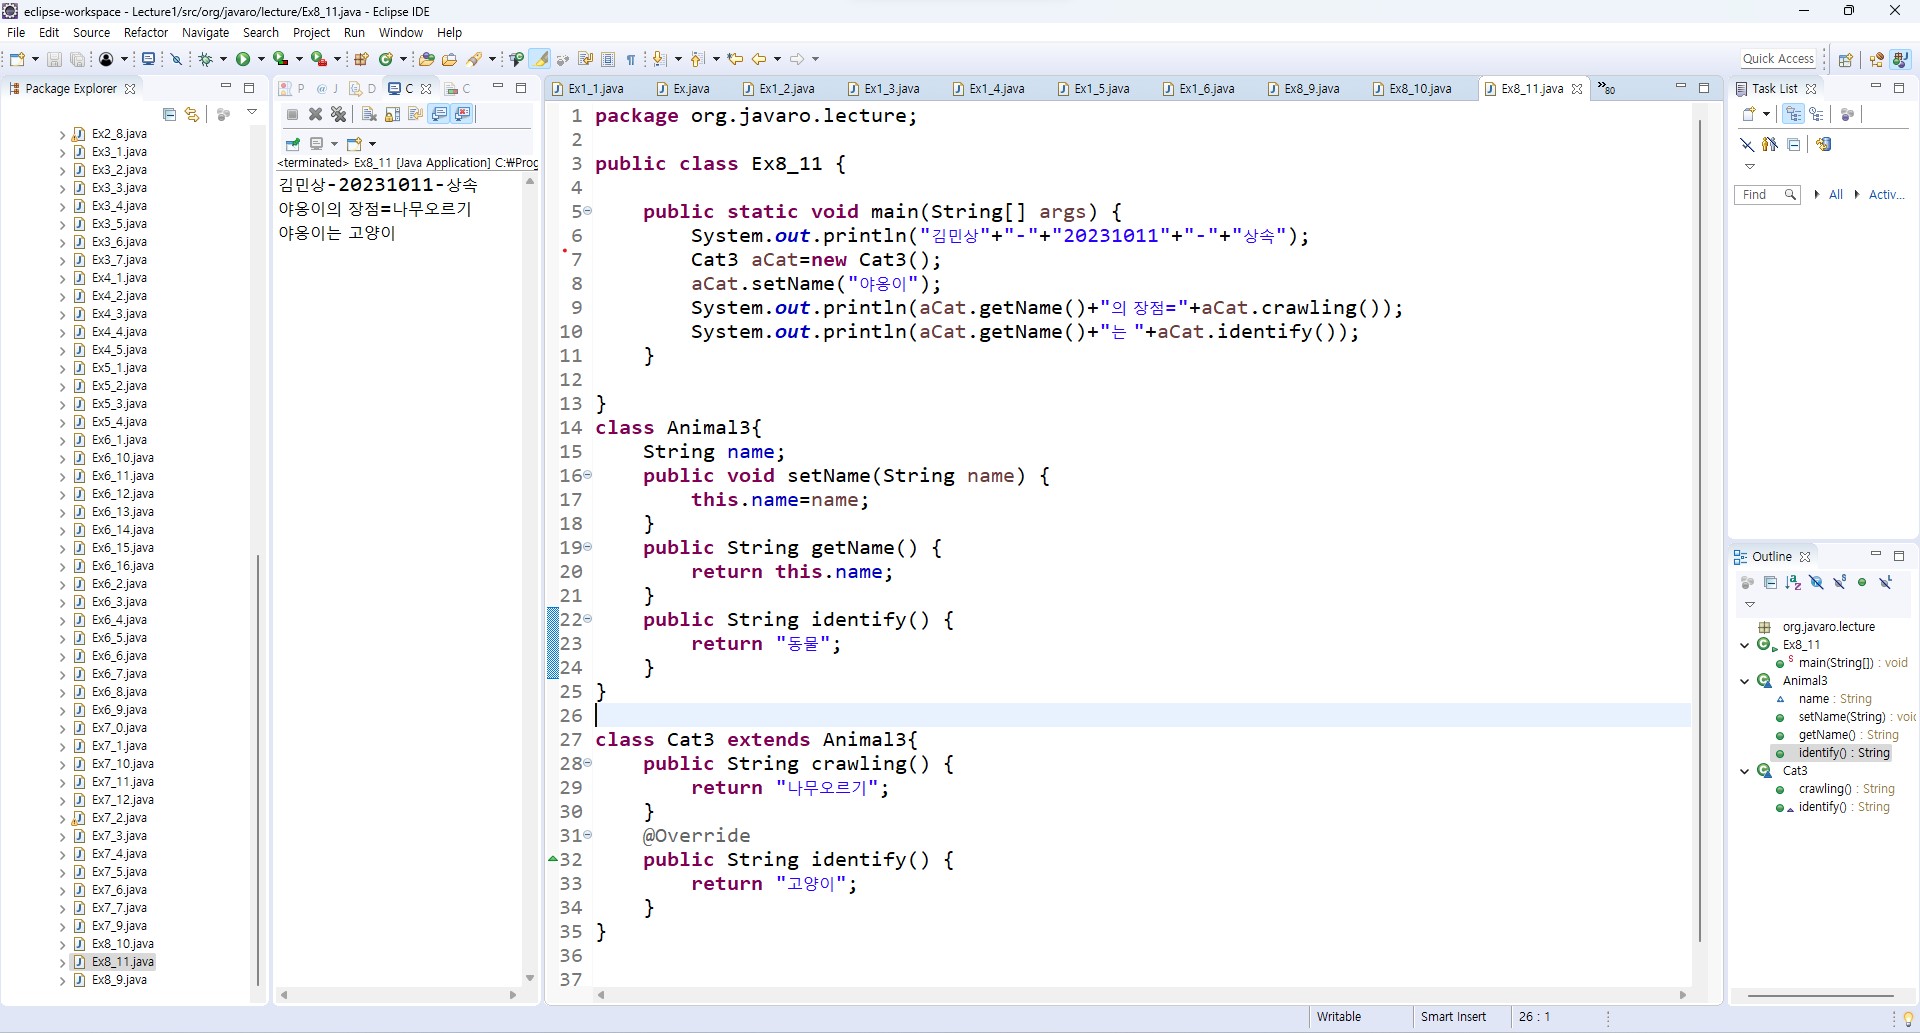 eclipse-workspace - Lecture1/src/org/javaro/lecture/Ex8_11.java - Eclipse IDE
File Edit Source Refactor Navigate Search Project Run Window Help
Quick Access
Package Explorer
Ex2_8.java
Ex3_1.java
Ex3_2.java
Ex3_3.java
Ex3_4.java
Ex3_5.java
Ex3_6.java
Ex3_7.java
Ex4_1.java
Ex4_2.java
Ex4_3.java
Ex4_4.java
Ex4_5.java
Ex5_1.java
Ex5_2.java
Ex5_3.java
Ex5_4.java
Ex6_1.java
Ex6_10.java
Ex6_11.java
Ex6_12.java
Ex6_13.java
Ex6_14.java
Ex6_15.java
Ex6_16.java
Ex6_2.java
Ex6_3.java
Ex6_4.java
Ex6_5.java
Ex6_6.java
Ex6_7.java
Ex6_8.java
Ex6_9.java
Ex7_0.java
Ex7_1.java
Ex7_10.java
Ex7_11.java
Ex7_12.java
Ex7_2.java
Ex7_3.java
Ex7_4.java
Ex7_5.java
Ex7_6.java
Ex7_7.java
Ex7_9.java
Ex8_10.java
Ex8_11.java
Ex8_9.java
P @ J D C C
<terminated> Ex8_11 [Java Application] C:₩Prog
김민상-20231011-상속
야옹이의 장점=나무오르기
야옹이는 고양이
Ex1_1.java Ex.java Ex1_2.java Ex1_3.java Ex1_4.java Ex1_5.java Ex1_6.java Ex8_9.java Ex8_10.java Ex8_11.java »80
1 package org.javaro.lecture;
2
3 public class Ex8_11 {
4
5 public static void main(String[] args) {
6 System.out.println("김민상"+"-"+"20231011"+"-"+"상속");
7 Cat3 aCat=new Cat3();
8 aCat.setName("야옹이");
9 System.out.println(aCat.getName()+"의 장점="+aCat.crawling());
10 System.out.println(aCat.getName()+"는 "+aCat.identify());
11 }
12
13 }
14 class Animal3{
15 String name;
16 public void setName(String name) {
17 this.name=name;
18 }
19 public String getName() {
20 return this.name;
21 }
22 public String identify() {
23 return "동물";
24 }
25 }
26
27 class Cat3 extends Animal3{
28 public String crawling() {
29 return "나무오르기";
30 }
31 @Override
32 public String identify() {
33 return "고양이";
34 }
35 }
36
37
Task List
Find All Activ...
Outline
org.javaro.lecture
Ex8_11
main(String[]) : void
Animal3
name : String
setName(String) : voic
getName() : String
identify() : String
Cat3
crawling() : String
identify() : String
Writable Smart Insert 26 : 1